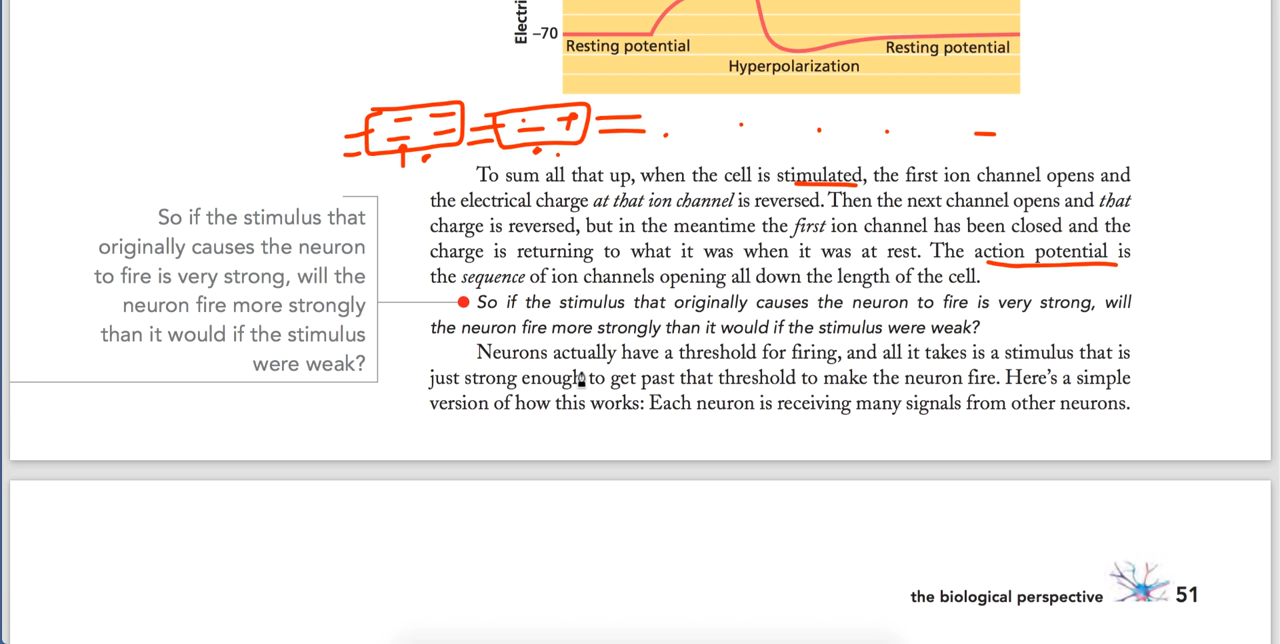 Electri
–70
Resting potential
Resting potential
Hyperpolarization
To sum all that up, when the cell is stimulated, the first ion channel opens and
the electrical charge at that ion channel is reversed. Then the next channel opens and that
charge is reversed, but in the meantime the first ion channel has been closed and the
charge is returning to what it was when it was at rest. The action potential is
the sequence of ion channels opening all down the length of the cell.
So if the stimulus that
originally causes the neuron
to fire is very strong, will the
neuron fire more strongly
than it would if the stimulus
were weak?
So if the stimulus that originally causes the neuron to fire is very strong, will
the neuron fire more strongly than it would if the stimulus were weak?
Neurons actually have a threshold for firing, and all it takes is a stimulus that is
just strong enough to get past that threshold to make the neuron fire. Here’s a simple
version of how this works: Each neuron is receiving many signals from other neurons.
the biological perspective 51